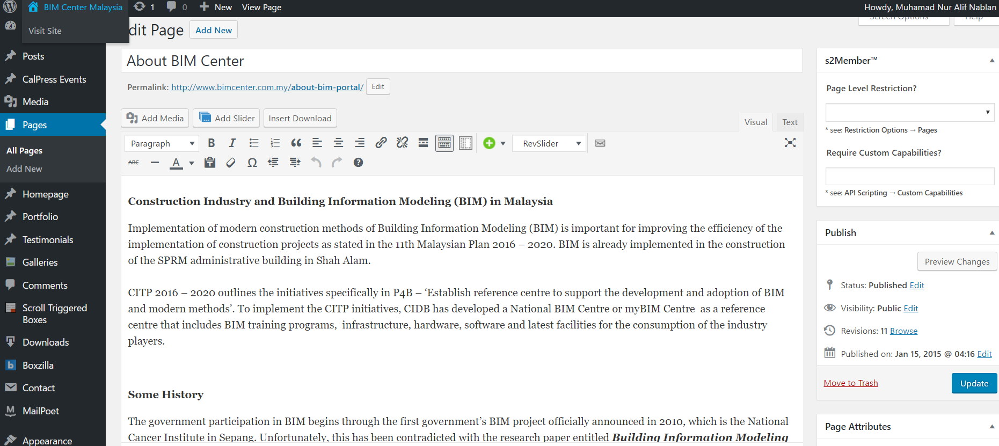 BIM Center Malaysia 1 0 New View Page Howdy, Muhamad Nur Alif Nablan
Visit Site
dit Page Add New Screen Options Help
Posts
CalPress Events
Media
Pages
All Pages
Add New
Homepage
Portfolio
Testimonials
Galleries
Comments
Scroll Triggered
Boxes
Downloads
Boxzilla
Contact
MailPoet
Appearance
About BIM Center
Permalink: http://www.bimcenter.com.my/about-bim-portal/ Edit
Add Media Add Slider Insert Download Visual Text
Paragraph B I RevSlider
ABC A
Construction Industry and Building Information Modeling (BIM) in Malaysia
Implementation of modern construction methods of Building Information Modeling (BIM) is important for improving the efficiency of the
implementation of construction projects as stated in the 11th Malaysian Plan 2016 – 2020. BIM is already implemented in the construction
of the SPRM administrative building in Shah Alam.
CITP 2016 – 2020 outlines the initiatives specifically in P4B – ‘Establish reference centre to support the development and adoption of BIM
and modern methods’. To implement the CITP initiatives, CIDB has developed a National BIM Centre or myBIM Centre  as a reference
centre that includes BIM training programs,  infrastructure, hardware, software and latest facilities for the consumption of the industry
players.
Some History
The government participation in BIM begins through the first government’s BIM project officially announced in 2010, which is the National
Cancer Institute in Sepang. Unfortunately, this has been contradicted with the research paper entitled Building Information Modeling
s2Member™
Page Level Restriction?
* see: Restriction Options → Pages
Require Custom Capabilities?
* see: API Scripting → Custom Capabilities
Publish
Preview Changes
Status: Published Edit
Visibility: Public Edit
Revisions: 11 Browse
Published on: Jan 15, 2015 @ 04:16 Edit
Move to Trash Update
Page Attributes